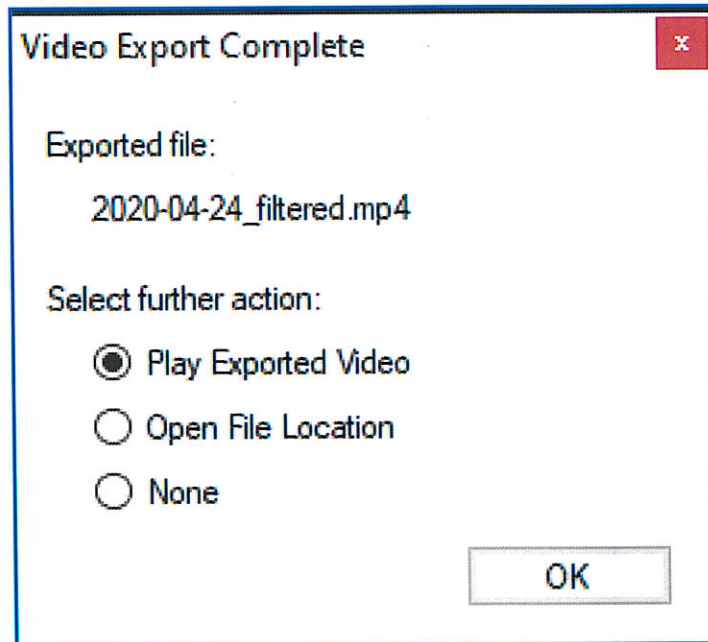 Video Export Complete
x
Exported file:
2020-04-24_filtered.mp4
Select further action:
Play Exported Video
Open File Location
None
OK